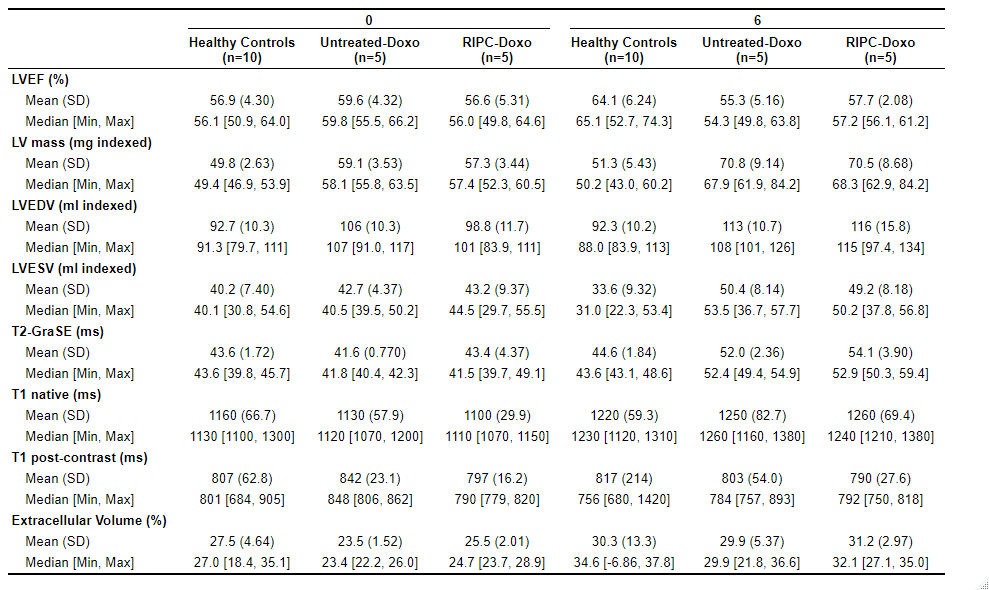 0 6
Healthy Controls Untreated-Doxo RIPC-Doxo Healthy Controls Untreated-Doxo RIPC-Doxo
(n=10) (n=5) (n=5) (n=10) (n=5) (n=5)
LVEF (%)
Mean (SD) 56.9 (4.30) 59.6 (4.32) 56.6 (5.31) 64.1 (6.24) 55.3 (5.16) 57.7 (2.08)
Median [Min, Max] 56.1 [50.9, 64.0] 59.8 [55.5, 66.2] 56.0 [49.8, 64.6] 65.1 [52.7, 74.3] 54.3 [49.8, 63.8] 57.2 [56.1, 61.2]
LV mass (mg indexed)
Mean (SD) 49.8 (2.63) 59.1 (3.53) 57.3 (3.44) 51.3 (5.43) 70.8 (9.14) 70.5 (8.68)
Median [Min, Max] 49.4 [46.9, 53.9] 58.1 [55.8, 63.5] 57.4 [52.3, 60.5] 50.2 [43.0, 60.2] 67.9 [61.9, 84.2] 68.3 [62.9, 84.2]
LVEDV (ml indexed)
Mean (SD) 92.7 (10.3) 106 (10.3) 98.8 (11.7) 92.3 (10.2) 113 (10.7) 116 (15.8)
Median [Min, Max] 91.3 [79.7, 111] 107 [91.0, 117] 101 [83.9, 111] 88.0 [83.9, 113] 108 [101, 126] 115 [97.4, 134]
LVESV (ml indexed)
Mean (SD) 40.2 (7.40) 42.7 (4.37) 43.2 (9.37) 33.6 (9.32) 50.4 (8.14) 49.2 (8.18)
Median [Min, Max] 40.1 [30.8, 54.6] 40.5 [39.5, 50.2] 44.5 [29.7, 55.5] 31.0 [22.3, 53.4] 53.5 [36.7, 57.7] 50.2 [37.8, 56.8]
T2-GraSE (ms)
Mean (SD) 43.6 (1.72) 41.6 (0.770) 43.4 (4.37) 44.6 (1.84) 52.0 (2.36) 54.1 (3.90)
Median [Min, Max] 43.6 [39.8, 45.7] 41.8 [40.4, 42.3] 41.5 [39.7, 49.1] 43.6 [43.1, 48.6] 52.4 [49.4, 54.9] 52.9 [50.3, 59.4]
T1 native (ms)
Mean (SD) 1160 (66.7) 1130 (57.9) 1100 (29.9) 1220 (59.3) 1250 (82.7) 1260 (69.4)
Median [Min, Max] 1130 [1100, 1300] 1120 [1070, 1200] 1110 [1070, 1150] 1230 [1120, 1310] 1260 [1160, 1380] 1240 [1210, 1380]
T1 post-contrast (ms)
Mean (SD) 807 (62.8) 842 (23.1) 797 (16.2) 817 (214) 803 (54.0) 790 (27.6)
Median [Min, Max] 801 [684, 905] 848 [806, 862] 790 [779, 820] 756 [680, 1420] 784 [757, 893] 792 [750, 818]
Extracellular Volume (%)
Mean (SD) 27.5 (4.64) 23.5 (1.52) 25.5 (2.01) 30.3 (13.3) 29.9 (5.37) 31.2 (2.97)
Median [Min, Max] 27.0 [18.4, 35.1] 23.4 [22.2, 26.0] 24.7 [23.7, 28.9] 34.6 [-6.86, 37.8] 29.9 [21.8, 36.6] 32.1 [27.1, 35.0]